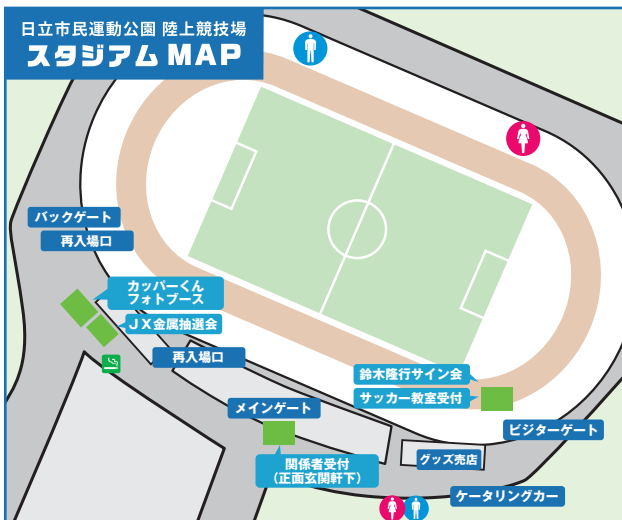 日立市民運動公園 陸上競技場
スタジアム MAP
バックゲート
再入場口
カッパーくん
フォトブース
JX金属抽選会
再入場口
メインゲート
関係者受付
(正面玄関軒下)
鈴木隆行サイン会
サッカー教室受付
グッズ売店
ビジターゲート
ケータリングカー